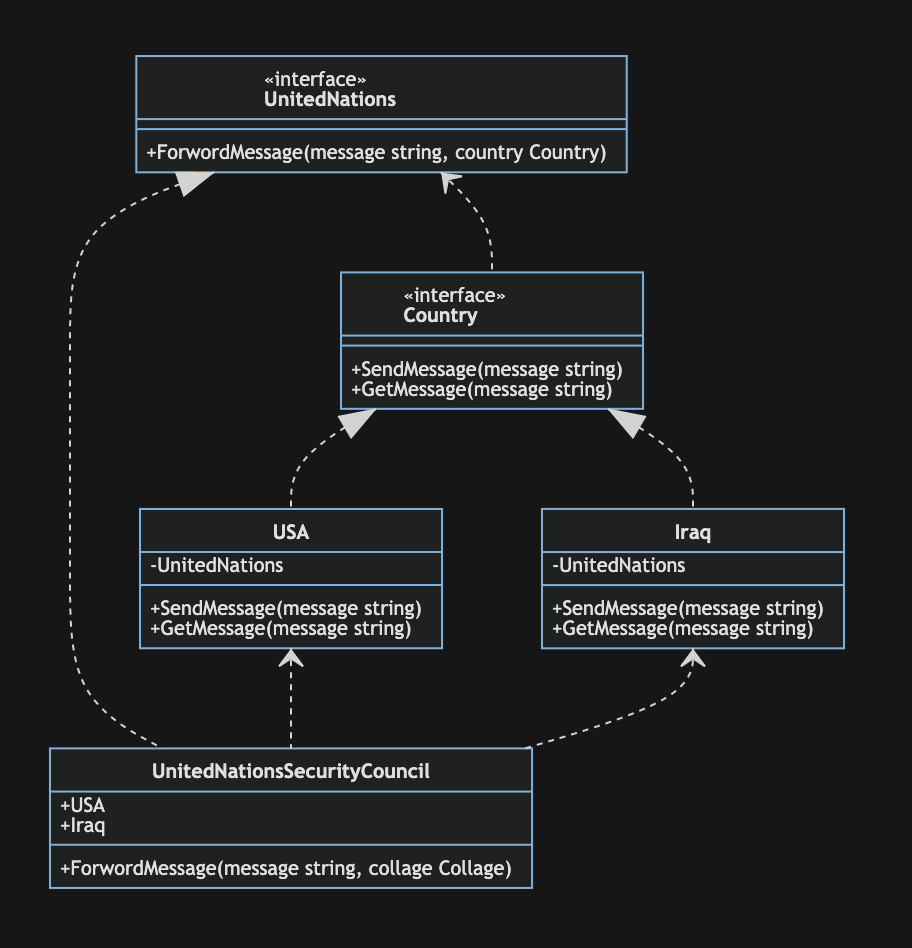 «interface»
UnitedNations
+ForwordMessage(message string, country Country)
«interface»
Country
+SendMessage(message string)
+GetMessage(message string)
USA
-UnitedNations
+SendMessage(message string)
+GetMessage(message string)
Iraq
-UnitedNations
+SendMessage(message string)
+GetMessage(message string)
UnitedNationsSecurityCouncil
+USA
+Iraq
+ForwordMessage(message string, collage Collage)